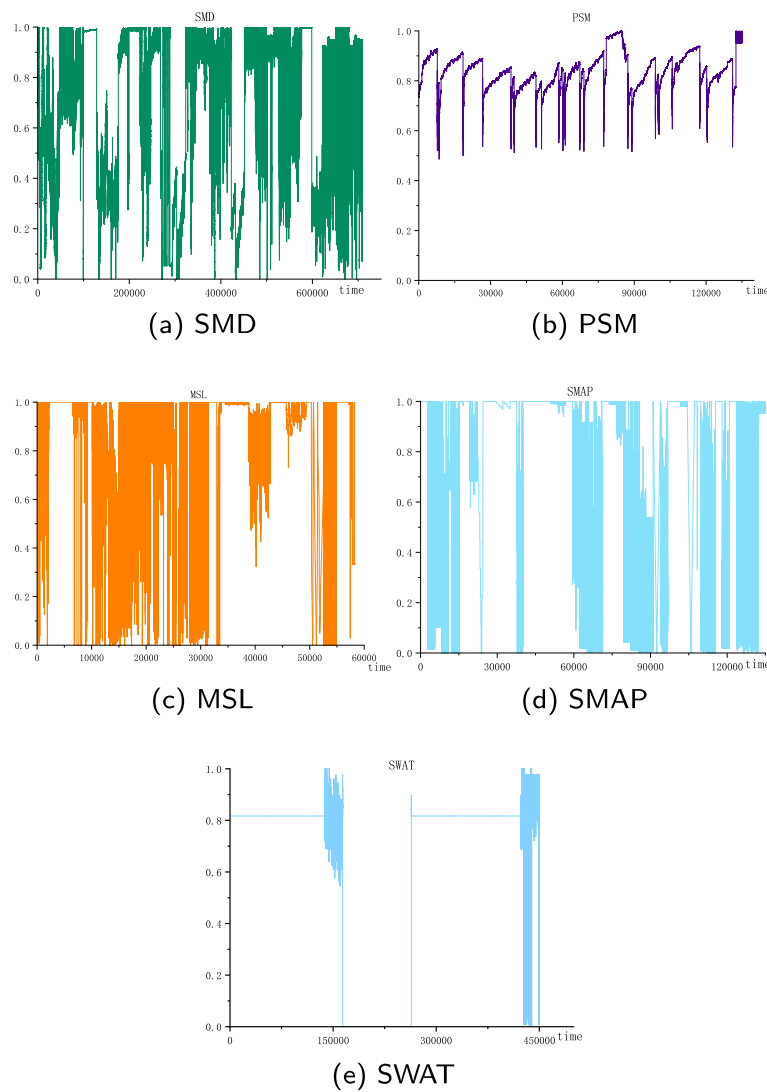 SMD
1.0
0.8
0.6
0.4
0.2
0.0
0 200000 400000 600000 time
(a) SMD
PSM
1.0
0.8
0.6
0.4
0.2
0.0
0 30000 60000 90000 120000 time
(b) PSM
MSL
1.0
0.8
0.6
0.4
0.2
0.0
0 10000 20000 30000 40000 50000 60000
time
(c) MSL
SMAP
1.0
0.8
0.6
0.4
0.2
0.0
0 30000 60000 90000 120000
time
(d) SMAP
SWAT
1.0
0.8
0.6
0.4
0.2
0.0
0 150000 300000 450000 time
(e) SWAT